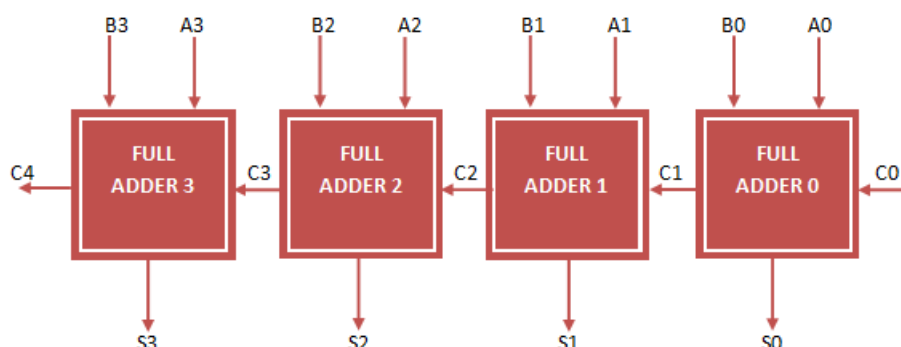 B3 A3 B2 A2 B1 A1 B0 A0
FULL ADDER 3
FULL ADDER 2
FULL ADDER 1
FULL ADDER 0
C4 C3 C2 C1 C0
S3 S2 S1 S0